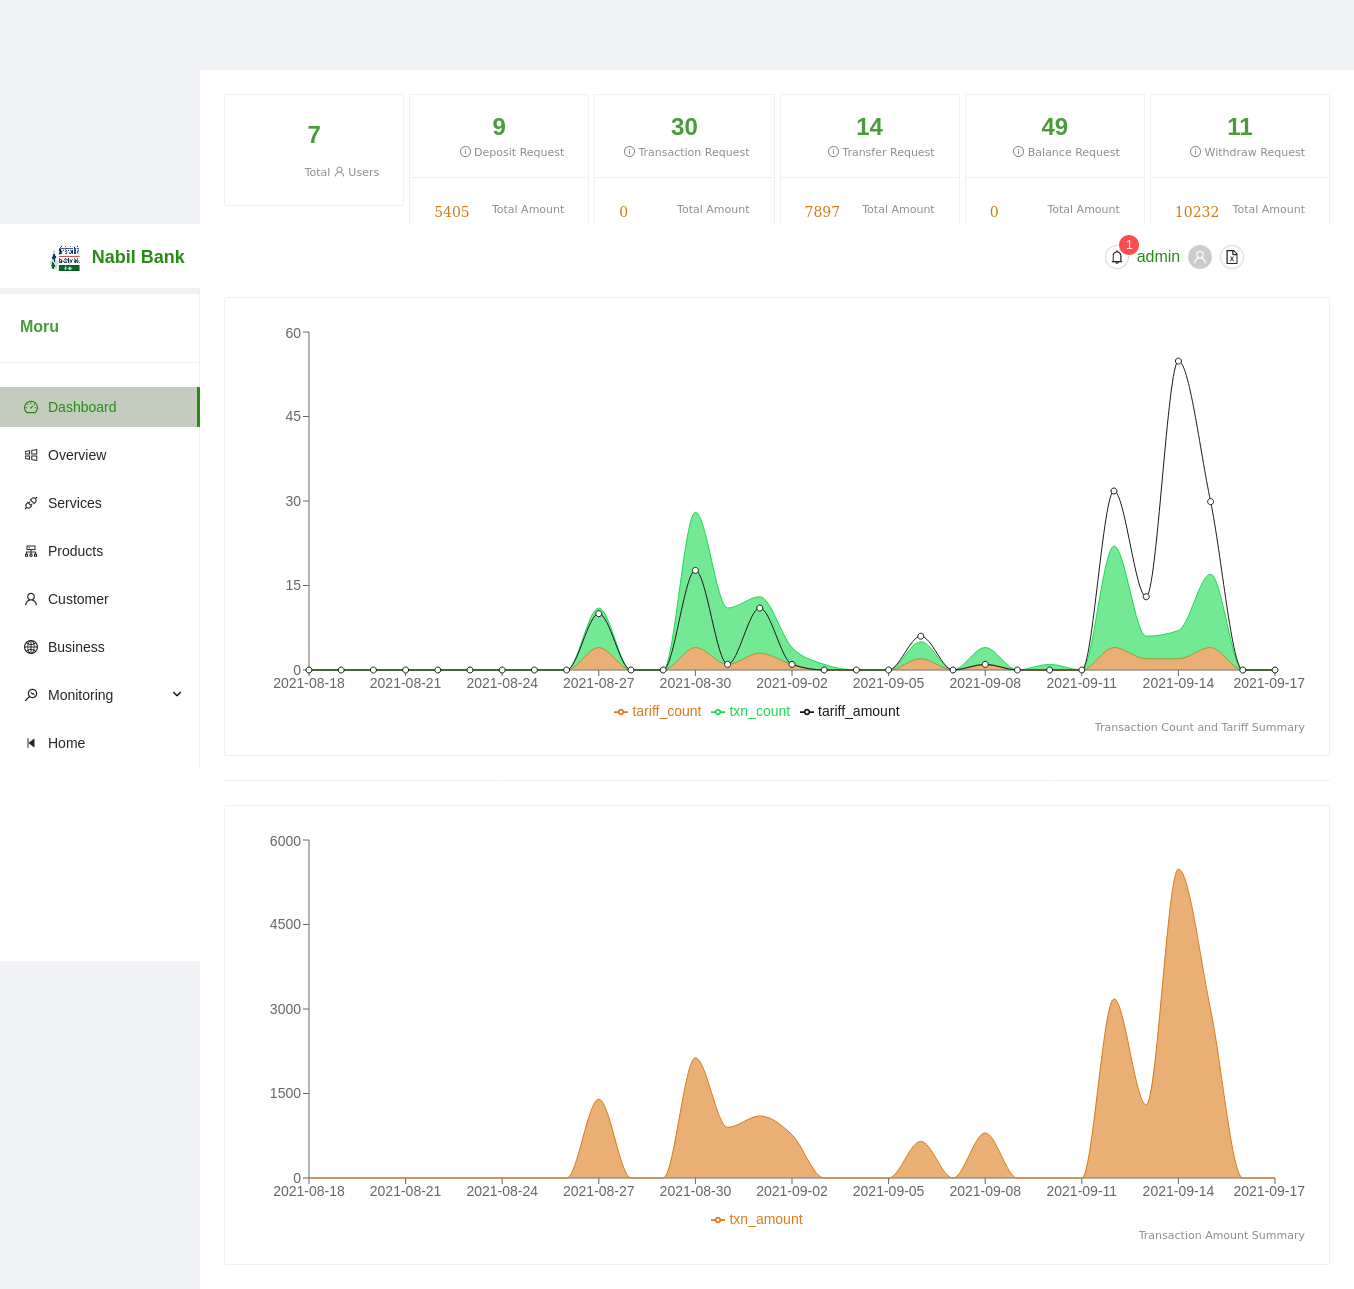 7
Total Users
9
Deposit Request
5405 Total Amount
30
Transaction Request
0 Total Amount
14
Transfer Request
7897 Total Amount
49
Balance Request
0 Total Amount
11
Withdraw Request
10232 Total Amount
Nabil Bank
1
admin
Moru
Dashboard
Overview
Services
Products
Customer
Business
Monitoring
Home
60
45
30
15
0
2021-08-18 2021-08-21 2021-08-24 2021-08-27 2021-08-30 2021-09-02 2021-09-05 2021-09-08 2021-09-11 2021-09-14 2021-09-17
tariff_count txn_count tariff_amount
Transaction Count and Tariff Summary
6000
4500
3000
1500
0
2021-08-18 2021-08-21 2021-08-24 2021-08-27 2021-08-30 2021-09-02 2021-09-05 2021-09-08 2021-09-11 2021-09-14 2021-09-17
txn_amount
Transaction Amount Summary